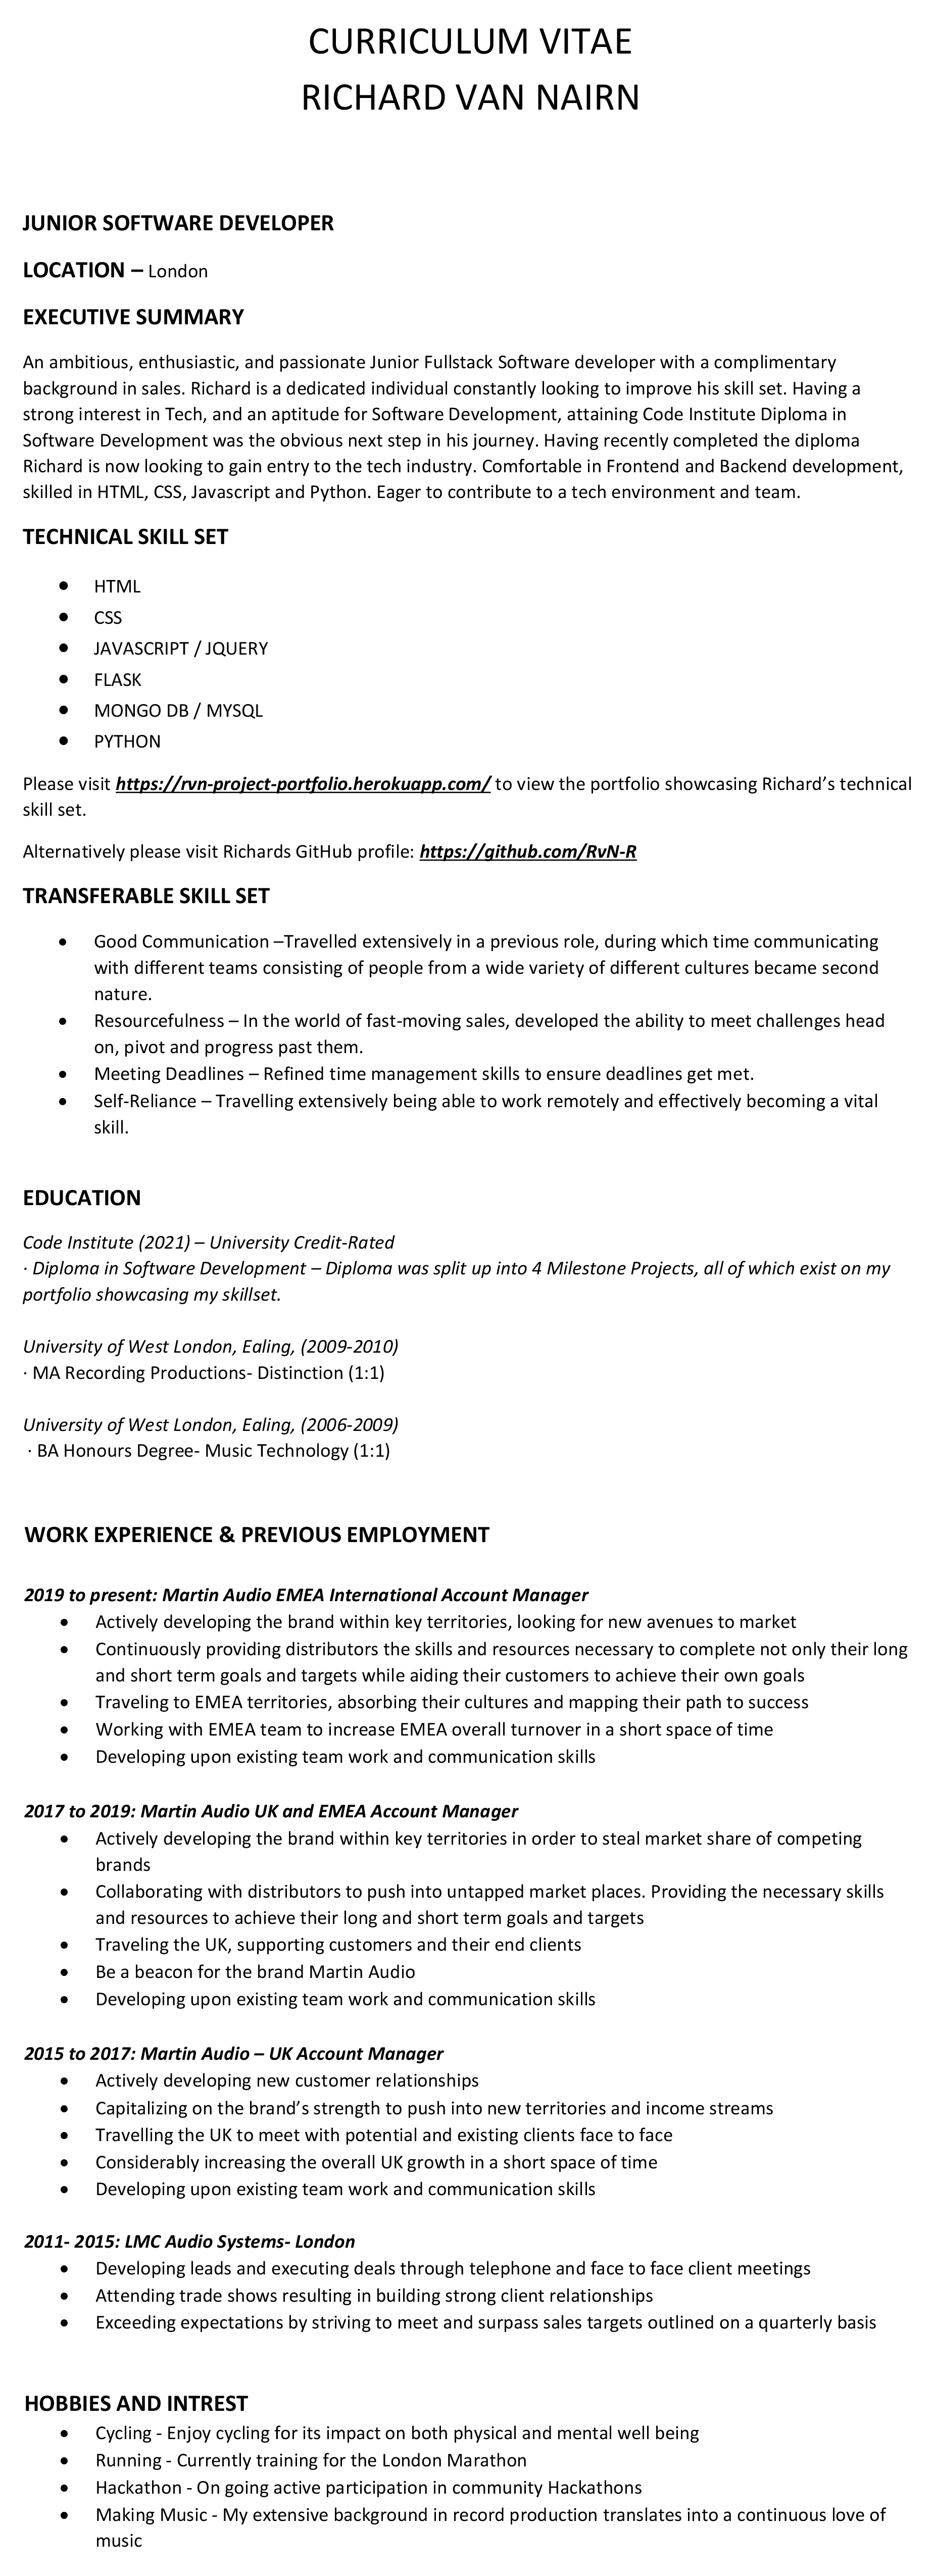 CURRICULUM VITAE
RICHARD VAN NAIRN
JUNIOR SOFTWARE DEVELOPER
LOCATION – London
EXECUTIVE SUMMARY
An ambitious, enthusiastic, and passionate Junior Fullstack Software developer with a complimentary
background in sales. Richard is a dedicated individual constantly looking to improve his skill set. Having a
strong interest in Tech, and an aptitude for Software Development, attaining Code Institute Diploma in
Software Development was the obvious next step in his journey. Having recently completed the diploma
Richard is now looking to gain entry to the tech industry. Comfortable in Frontend and Backend development,
skilled in HTML, CSS, Javascript and Python. Eager to contribute to a tech environment and team.
TECHNICAL SKILL SET
● HTML
● CSS
● JAVASCRIPT / JQUERY
● FLASK
● MONGO DB / MYSQL
● PYTHON
Please visit https://rvn-project-portfolio.herokuapp.com/ to view the portfolio showcasing Richard’s technical
skill set.
Alternatively please visit Richards GitHub profile: https://github.com/RvN-R
TRANSFERABLE SKILL SET
• Good Communication –Travelled extensively in a previous role, during which time communicating
with different teams consisting of people from a wide variety of different cultures became second
nature.
• Resourcefulness – In the world of fast-moving sales, developed the ability to meet challenges head
on, pivot and progress past them.
• Meeting Deadlines – Refined time management skills to ensure deadlines get met.
• Self-Reliance – Travelling extensively being able to work remotely and effectively becoming a vital
skill.
EDUCATION
Code Institute (2021) – University Credit-Rated
· Diploma in Software Development – Diploma was split up into 4 Milestone Projects, all of which exist on my
portfolio showcasing my skillset.
University of West London, Ealing, (2009-2010)
· MA Recording Productions- Distinction (1:1)
University of West London, Ealing, (2006-2009)
· BA Honours Degree- Music Technology (1:1)
WORK EXPERIENCE & PREVIOUS EMPLOYMENT
2019 to present: Martin Audio EMEA International Account Manager
• Actively developing the brand within key territories, looking for new avenues to market
• Continuously providing distributors the skills and resources necessary to complete not only their long
and short term goals and targets while aiding their customers to achieve their own goals
• Traveling to EMEA territories, absorbing their cultures and mapping their path to success
• Working with EMEA team to increase EMEA overall turnover in a short space of time
• Developing upon existing team work and communication skills
2017 to 2019: Martin Audio UK and EMEA Account Manager
• Actively developing the brand within key territories in order to steal market share of competing
brands
• Collaborating with distributors to push into untapped market places. Providing the necessary skills
and resources to achieve their long and short term goals and targets
• Traveling the UK, supporting customers and their end clients
• Be a beacon for the brand Martin Audio
• Developing upon existing team work and communication skills
2015 to 2017: Martin Audio – UK Account Manager
• Actively developing new customer relationships
• Capitalizing on the brand’s strength to push into new territories and income streams
• Travelling the UK to meet with potential and existing clients face to face
• Considerably increasing the overall UK growth in a short space of time
• Developing upon existing team work and communication skills
2011- 2015: LMC Audio Systems- London
• Developing leads and executing deals through telephone and face to face client meetings
• Attending trade shows resulting in building strong client relationships
• Exceeding expectations by striving to meet and surpass sales targets outlined on a quarterly basis
HOBBIES AND INTREST
• Cycling - Enjoy cycling for its impact on both physical and mental well being
• Running - Currently training for the London Marathon
• Hackathon - On going active participation in community Hackathons
• Making Music - My extensive background in record production translates into a continuous love of
music